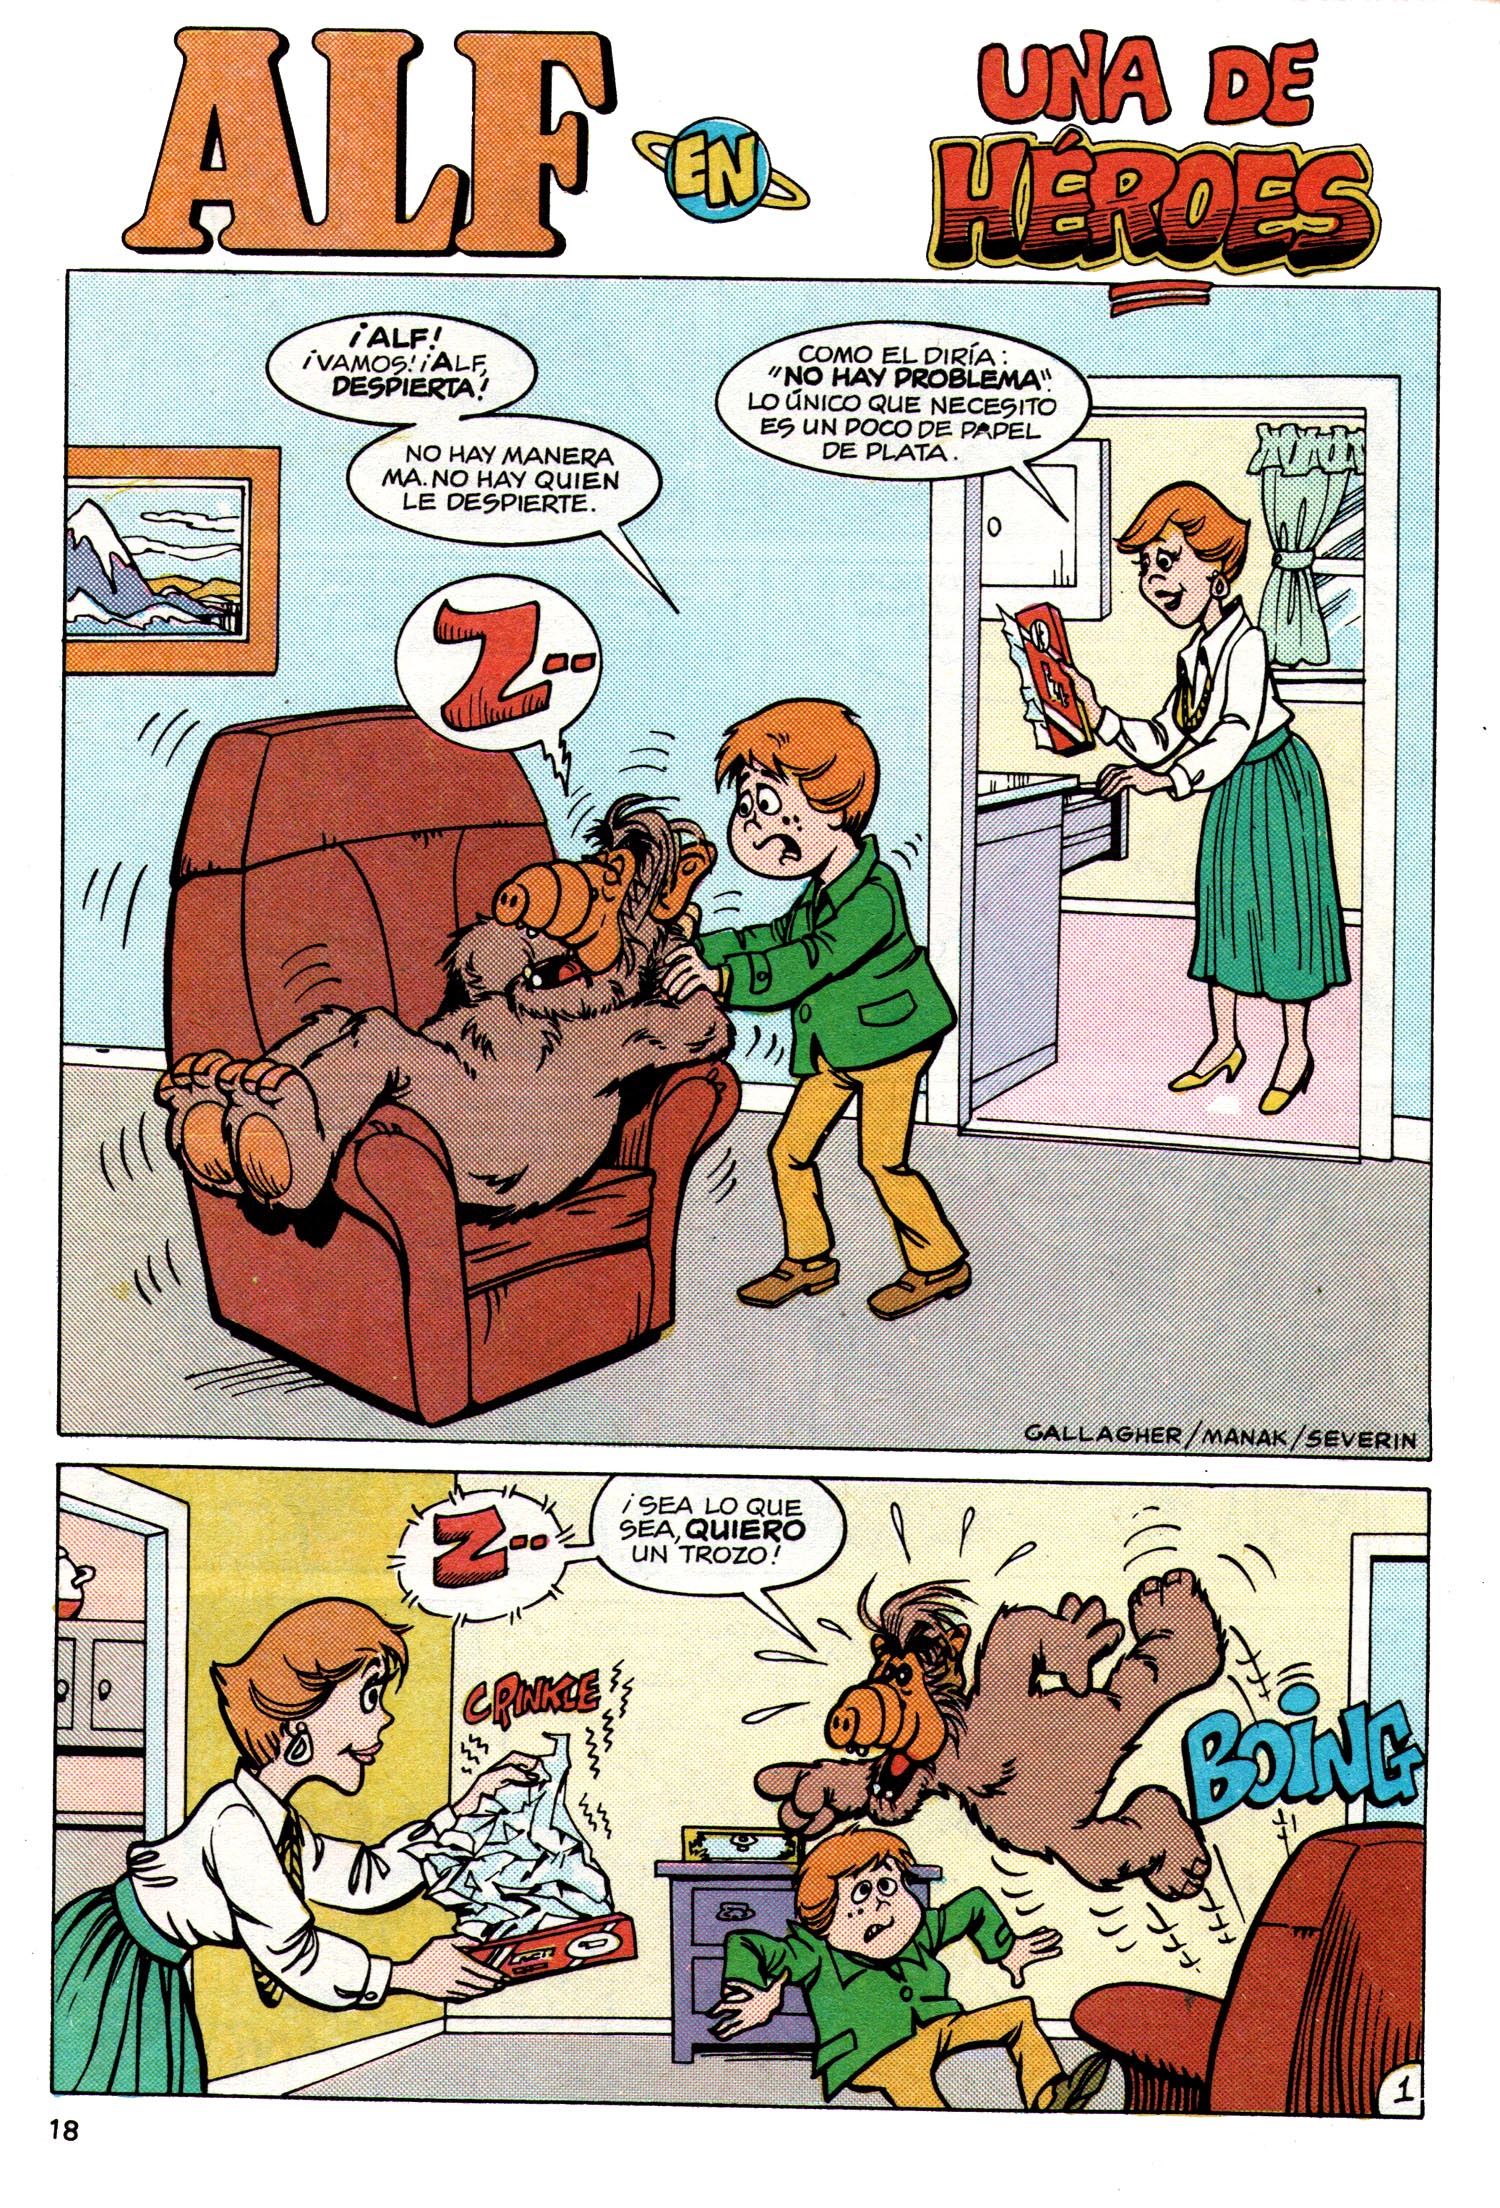 ALF
EN
UNA DE
HÉROES
¡ALF!
¡VAMOS! ¡ALF,
DESPIERTA!
NO HAY MANERA
MA. NO HAY QUIEN
LE DESPIERTE.
COMO EL DIRÍA:
"NO HAY PROBLEMA".
LO ÚNICO QUE NECESITO
ES UN POCO DE PAPEL
DE PLATA.
Z--
GALLAGHER/MANAK/SEVERIN
Z--
¡SEA LO QUE
SEA, QUIERO
UN TROZO!
CRINKLE
BOING
1
18